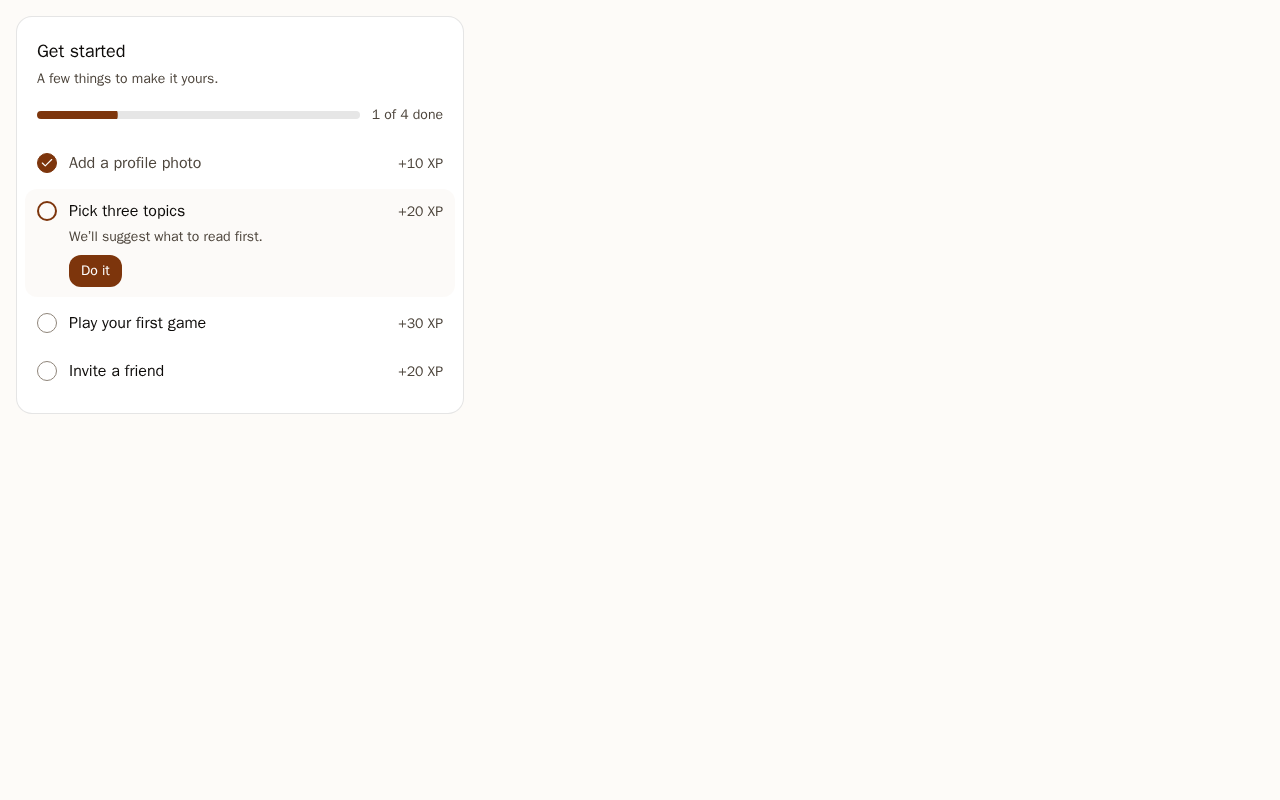 Get started
A few things to make it yours.
1 of 4 done
Add a profile photo +10 XP
Pick three topics +20 XP
We'll suggest what to read first.
Do it
Play your first game +30 XP
Invite a friend +20 XP